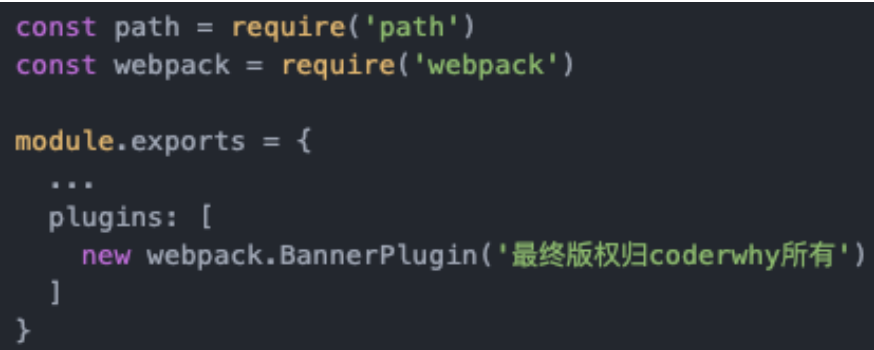 const path = require('path')
const webpack = require('webpack')
module.exports = {
...
plugins: [
new webpack.BannerPlugin('最终版权归coderwhy所有')
]
}